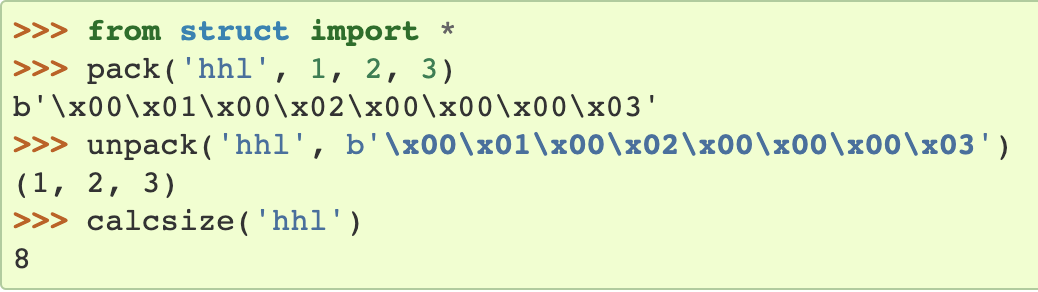 >>> from struct import *
>>> pack('hhl', 1, 2, 3)
b'\x00\x01\x00\x02\x00\x00\x00\x03'
>>> unpack('hhl', b'\x00\x01\x00\x02\x00\x00\x00\x03')
(1, 2, 3)
>>> calcsize('hhl')
8